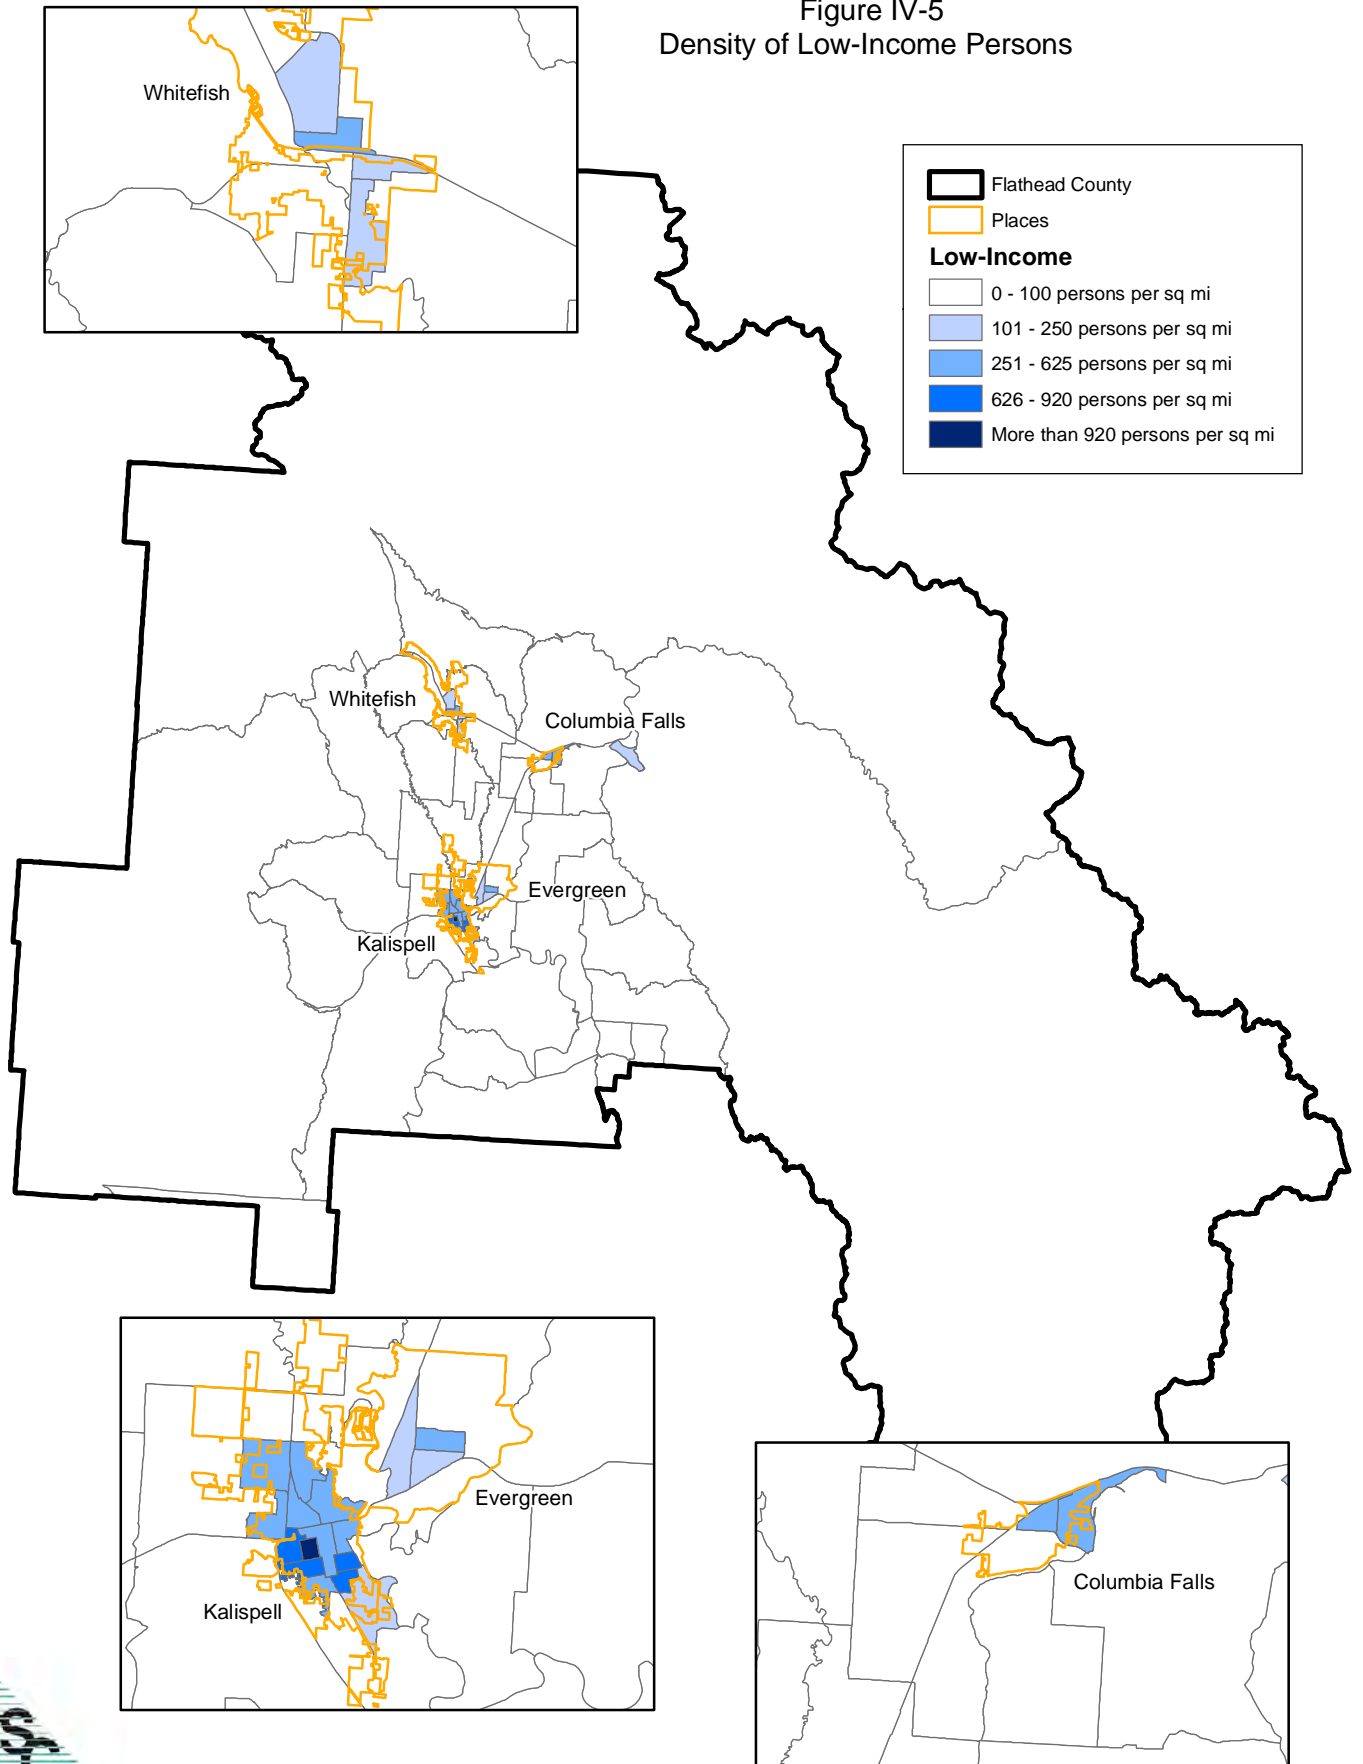 Figure IV-5
Density of Low-Income Persons
Whitefish
Flathead County
Places
Low-Income
0 - 100 persons per sq mi
101 - 250 persons per sq mi
251 - 625 persons per sq mi
626 - 920 persons per sq mi
More than 920 persons per sq mi
Whitefish
Columbia Falls
Evergreen
Kalispell
Evergreen
Kalispell
Columbia Falls